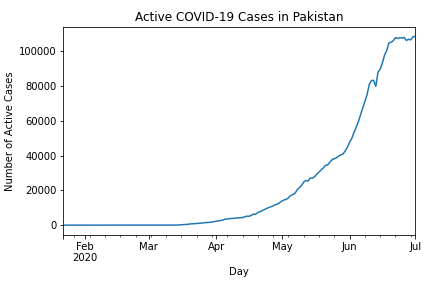 Active COVID-19 Cases in Pakistan
100000
80000
60000
40000
20000
0
Number of Active Cases
Feb Mar Apr May Jun Jul
2020
Day